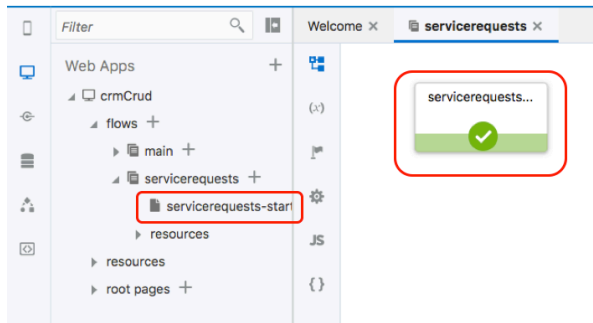 Filter
Welcome ×
servicerequests ×
Web Apps +
crmCrud
flows +
main +
servicerequests +
servicerequests-start
resources
resources
root pages +
(x)
JS
{ }
servicerequests...